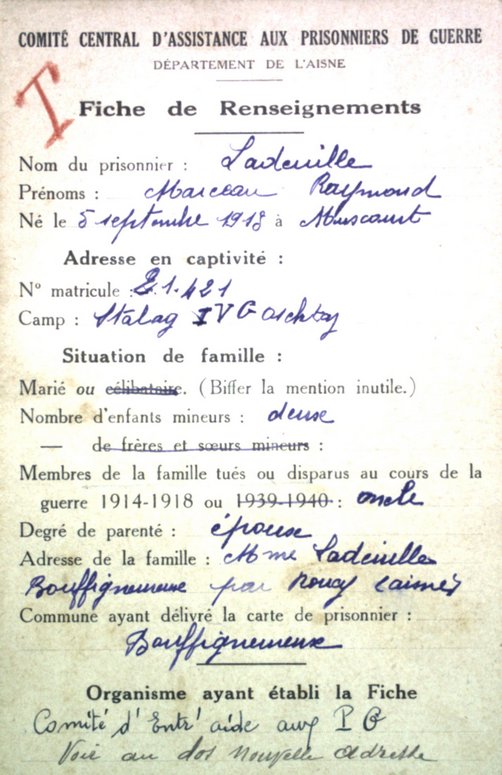 COMITÉ CENTRAL D'ASSISTANCE AUX PRISONNIERS DE GUERRE
DÉPARTEMENT DE L'AISNE
T
Fiche de Renseignements
Nom du prisonnier : Ladeuille
Prénoms : Marceau Raymond
Né le 5 septembre 1918 à Muscourt
Adresse en captivité :
N° matricule : 21.421
Camp : Stalag IV G Oschtz
Situation de famille :
Marié ou célibataire. (Biffer la mention inutile.)
Nombre d'enfants mineurs : deuse
— de frères et sœurs mineurs :
Membres de la famille tués ou disparus au cours de la
guerre 1914-1918 ou 1939-1940 : oncle
Degré de parenté : épouse
Adresse de la famille : Mme Ladeuille
Bouffignereuse par Roucy (aisne)
Commune ayant délivré la carte de prisonnier :
Bouffignereuse
Organisme ayant établi la Fiche
Comité d'Entr'aide aux P G
Voir au dos nouvelle adresse